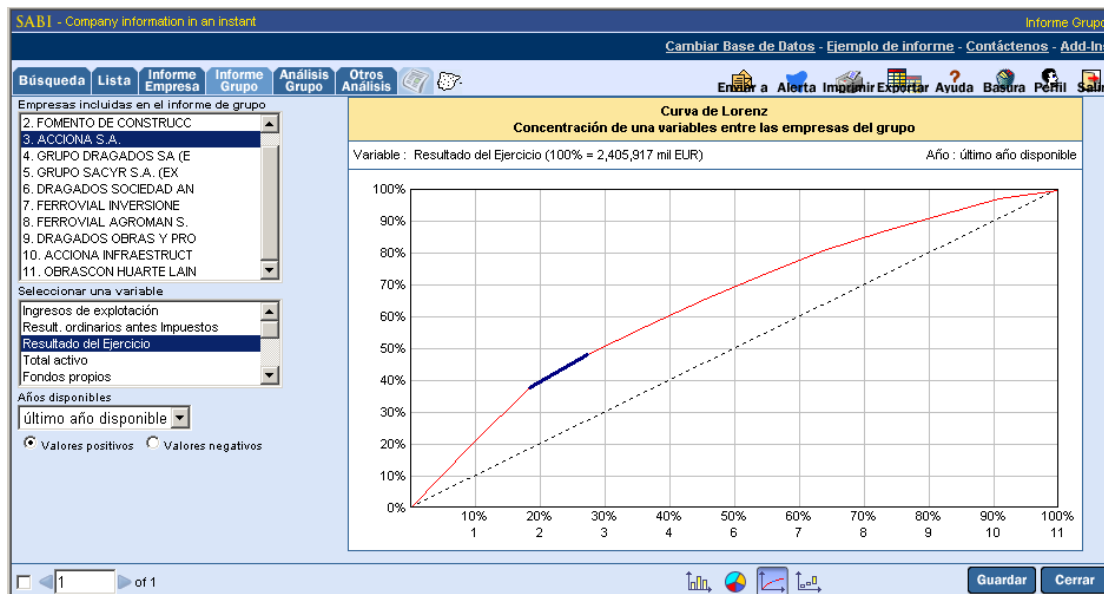 SABI - Company information in an instant
Informe Grupo
Cambiar Base de Datos - Ejemplo de informe - Contáctenos - Add-Ins
Búsqueda
Lista
Informe Empresa
Informe Grupo
Análisis Grupo
Otros Análisis
Enviar a
Alerta
Imprimir
Exportar
Ayuda
Basura
Perfil
Salir
Empresas incluidas en el informe de grupo
2. FOMENTO DE CONSTRUCC
3. ACCIONA S.A.
4. GRUPO DRAGADOS SA (E
5. GRUPO SACYR S.A. (EX
6. DRAGADOS SOCIEDAD AN
7. FERROVIAL INVERSIONE
8. FERROVIAL AGROMAN S.
9. DRAGADOS OBRAS Y PRO
10. ACCIONA INFRAESTRUCT
11. OBRASCON HUARTE LAIN
Seleccionar una variable
Ingresos de explotación
Result. ordinarios antes Impuestos
Resultado del Ejercicio
Total activo
Fondos propios
Años disponibles
último año disponible
Valores positivos
Valores negativos
Curva de Lorenz
Concentración de una variables entre las empresas del grupo
Variable : Resultado del Ejercicio (100% = 2,405,917 mil EUR)
Año : último año disponible
100%
90%
80%
70%
60%
50%
40%
30%
20%
10%
0%
10% 20% 30% 40% 50% 60% 70% 80% 90% 100%
1 2 3 4 6 7 8 9 10 11
1 of 1
Guardar
Cerrar